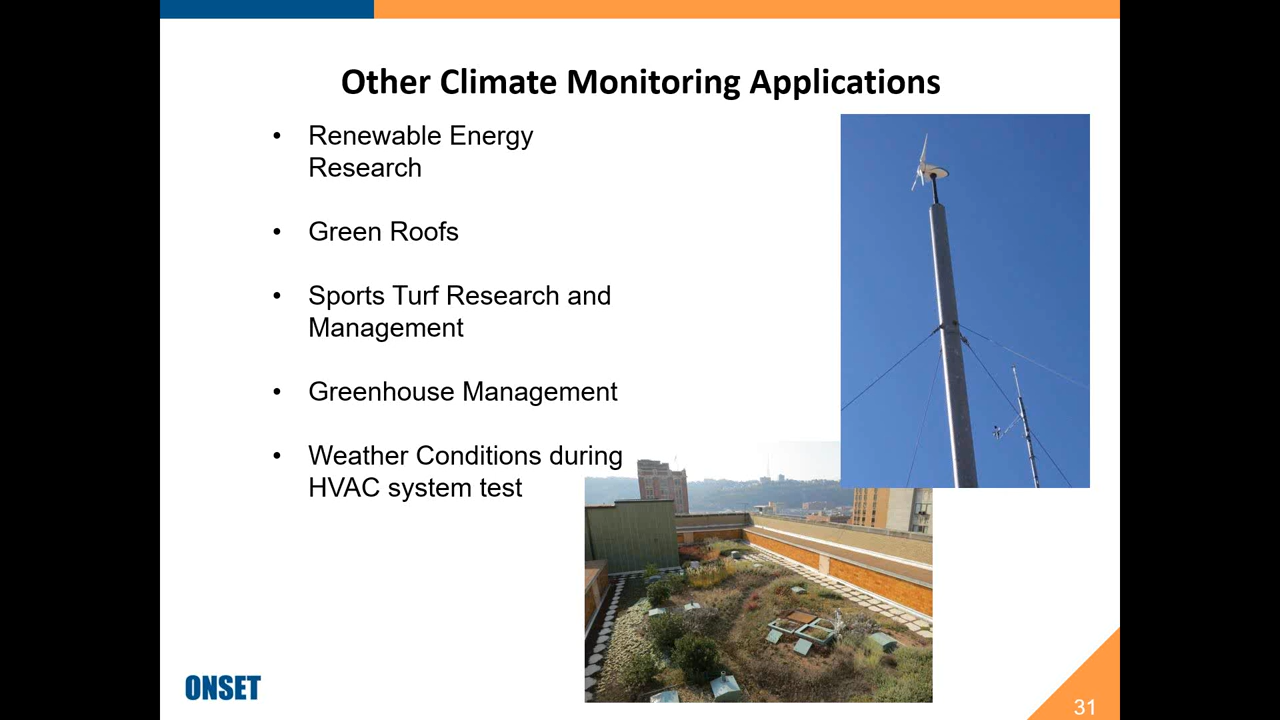 Other Climate Monitoring Applications
• Renewable Energy
Research
• Green Roofs
• Sports Turf Research and
Management
• Greenhouse Management
• Weather Conditions during
HVAC system test
ONSET
31